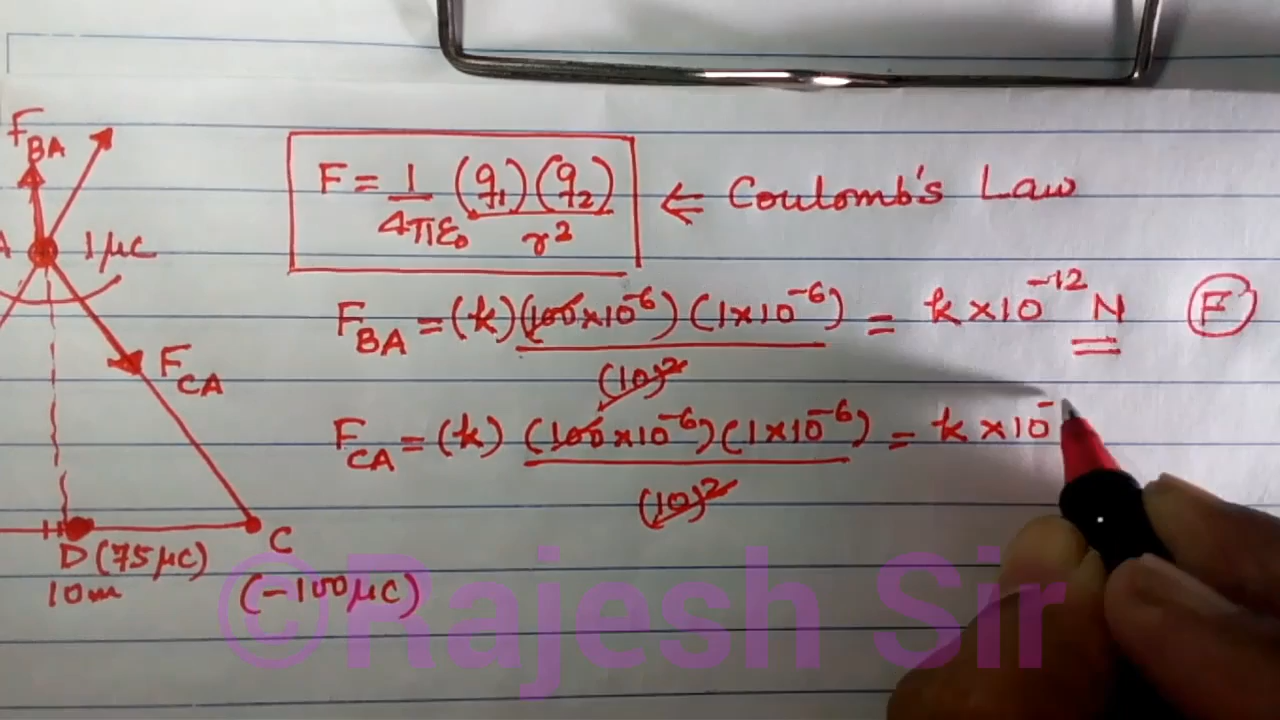 F_BA
A 1μC
F = 1/4πε₀ (q₁)(q₂)/r² ⇐ Coulomb's Law
F_BA = (k)(100×10⁻⁶)(1×10⁻⁶)/(10)² = k×10⁻¹² N F
F_CA
F_CA = (k)(100×10⁻⁶)(1×10⁻⁶)/(10)² = k×10⁻
D (75μC) C
10m (-100μC)
©Rajesh Sir